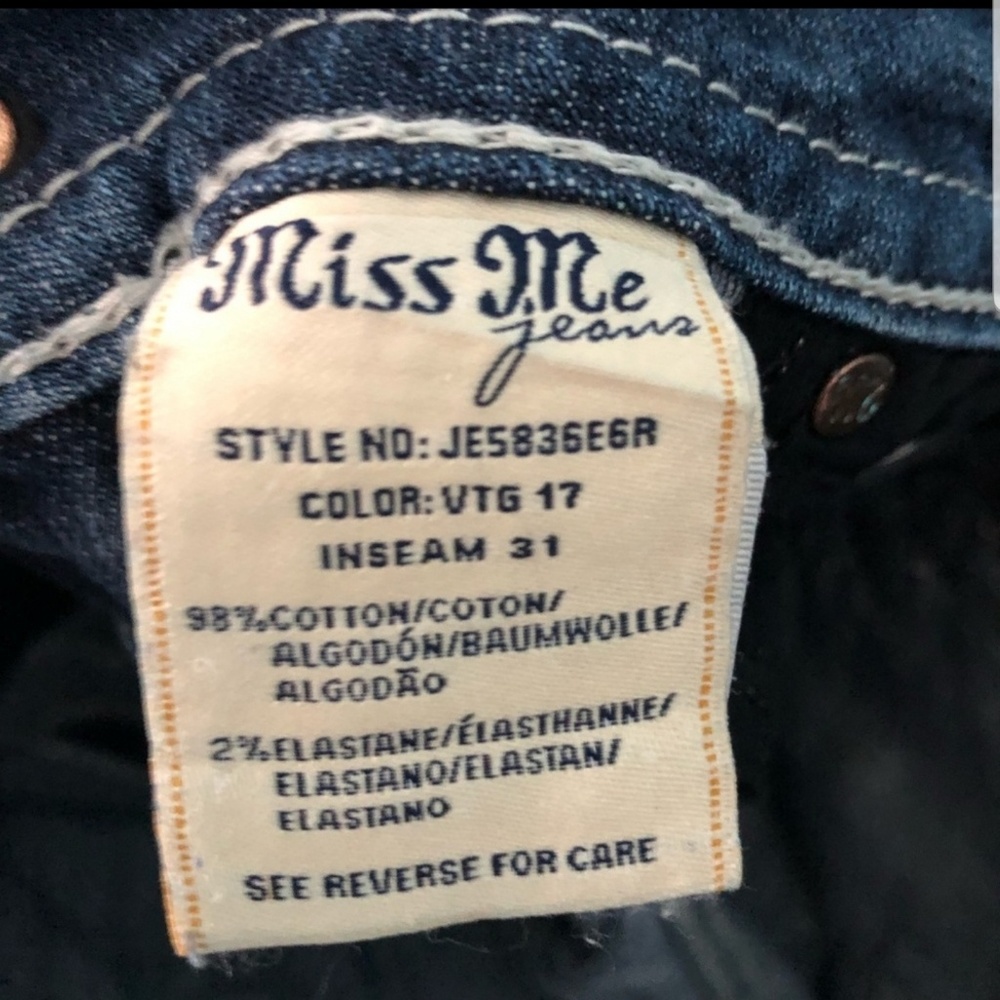 Miss Me
jeans
STYLE NO: JE5836E6R
COLOR: VTG 17
INSEAM 31
98% COTTON/COTON/
ALGODÓN/BAUMWOLLE/
ALGODÃO
2% ELASTANE/ÉLASTHANNE/
ELASTANO/ELASTAN/
ELASTANO
SEE REVERSE FOR CARE